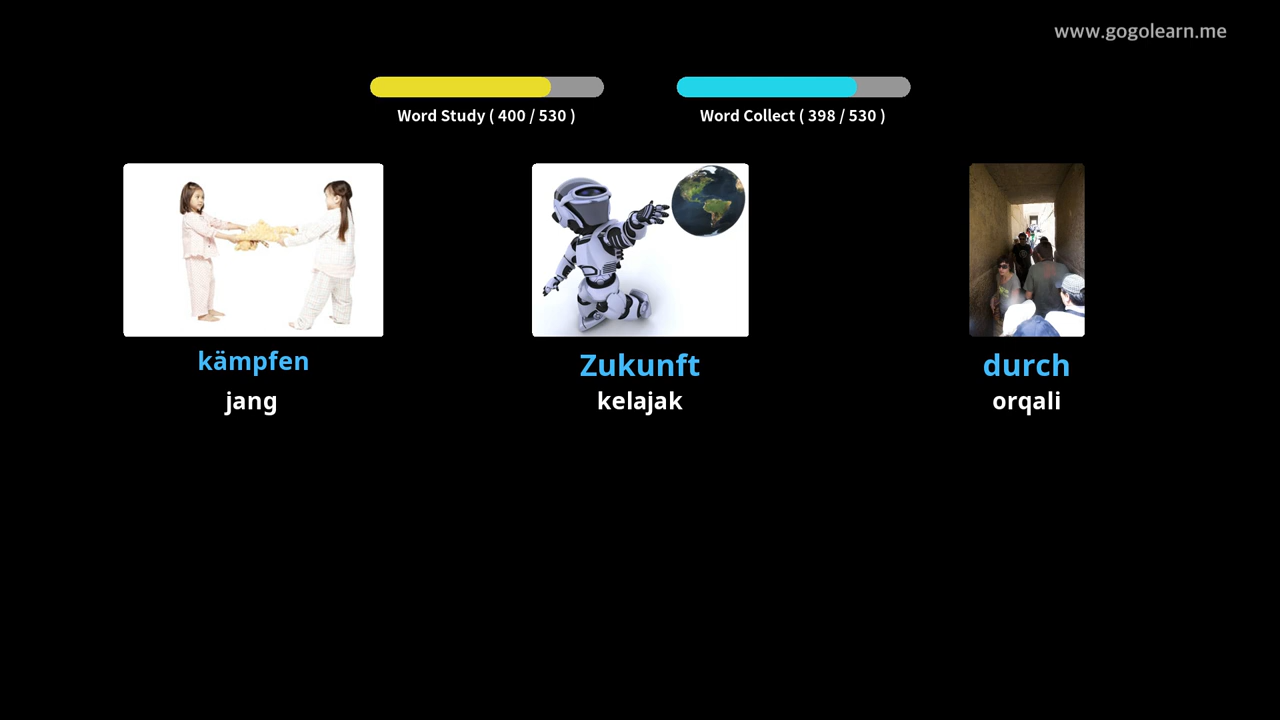 www.gogolearn.me
Word Study ( 400 / 530 )
Word Collect ( 398 / 530 )
kämpfen
jang
Zukunft
kelajak
durch
orqali